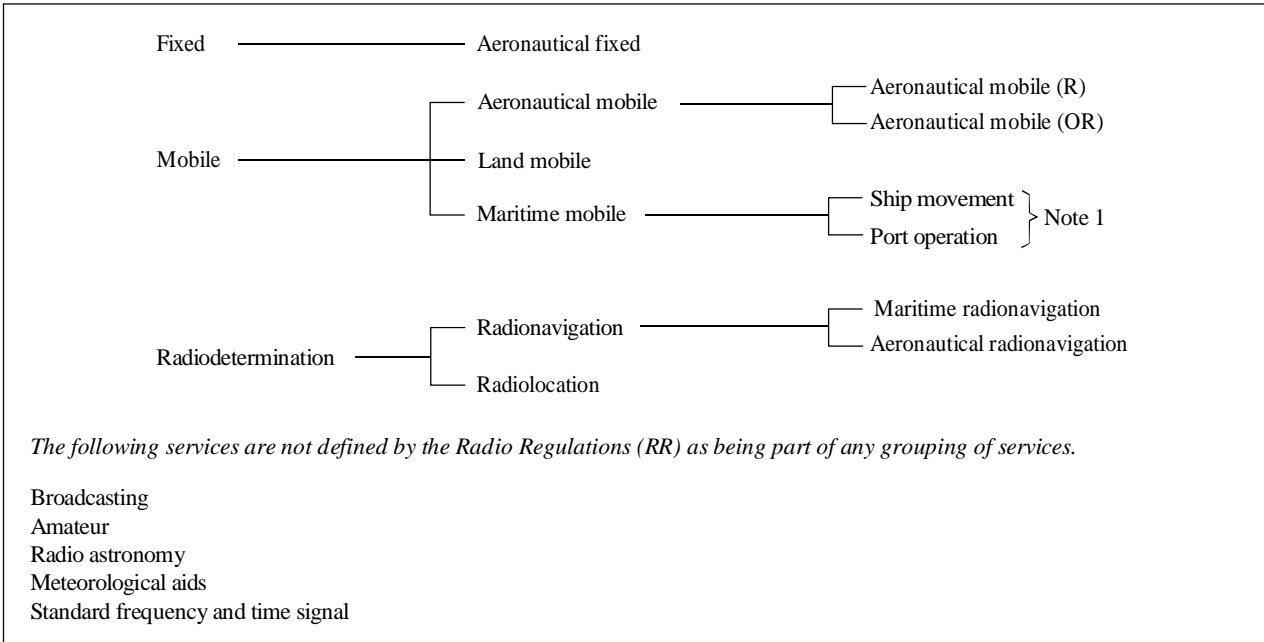 Fixed
Aeronautical fixed
Aeronautical mobile
Aeronautical mobile (R)
Aeronautical mobile (OR)
Mobile
Land mobile
Maritime mobile
Ship movement
Port operation
Note 1
Radiodetermination
Radionavigation
Maritime radionavigation
Aeronautical radionavigation
Radiolocation
The following services are not defined by the Radio Regulations (RR) as being part of any grouping of services.
Broadcasting
Amateur
Radio astronomy
Meteorological aids
Standard frequency and time signal